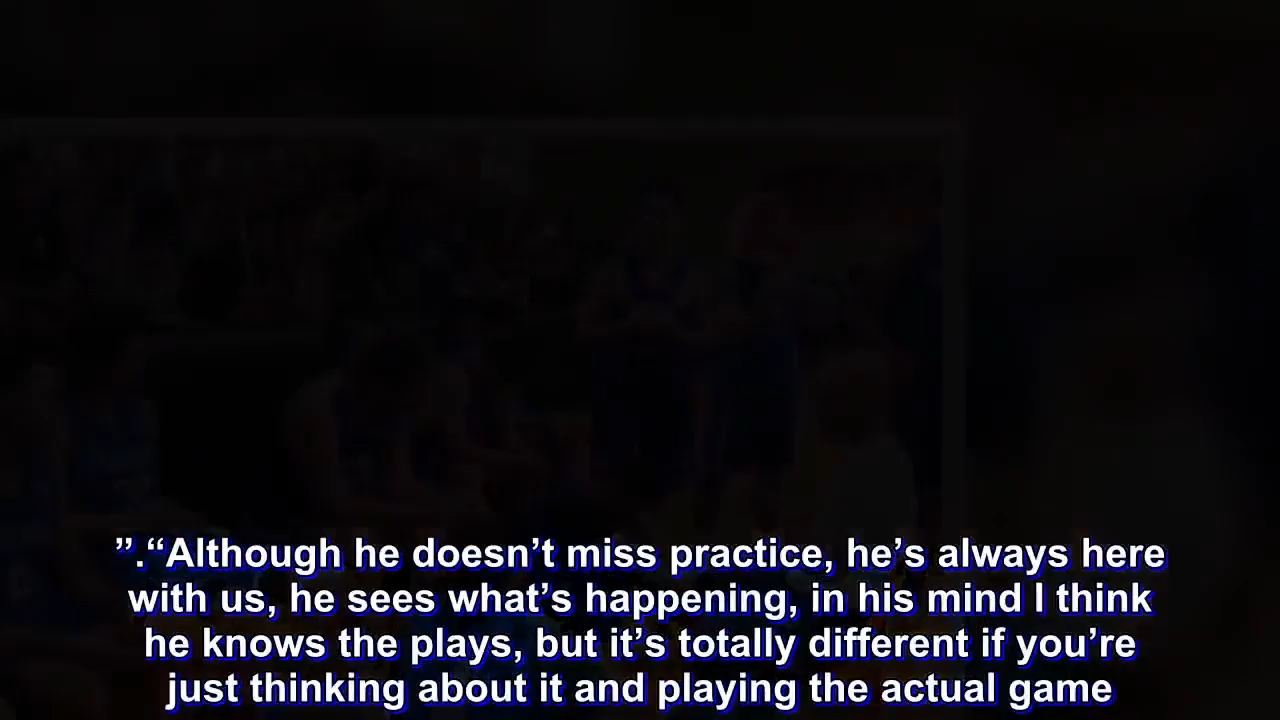 ”.“Although he doesn’t miss practice, he’s always here
with us, he sees what’s happening, in his mind I think
he knows the plays, but it’s totally different if you’re
just thinking about it and playing the actual game